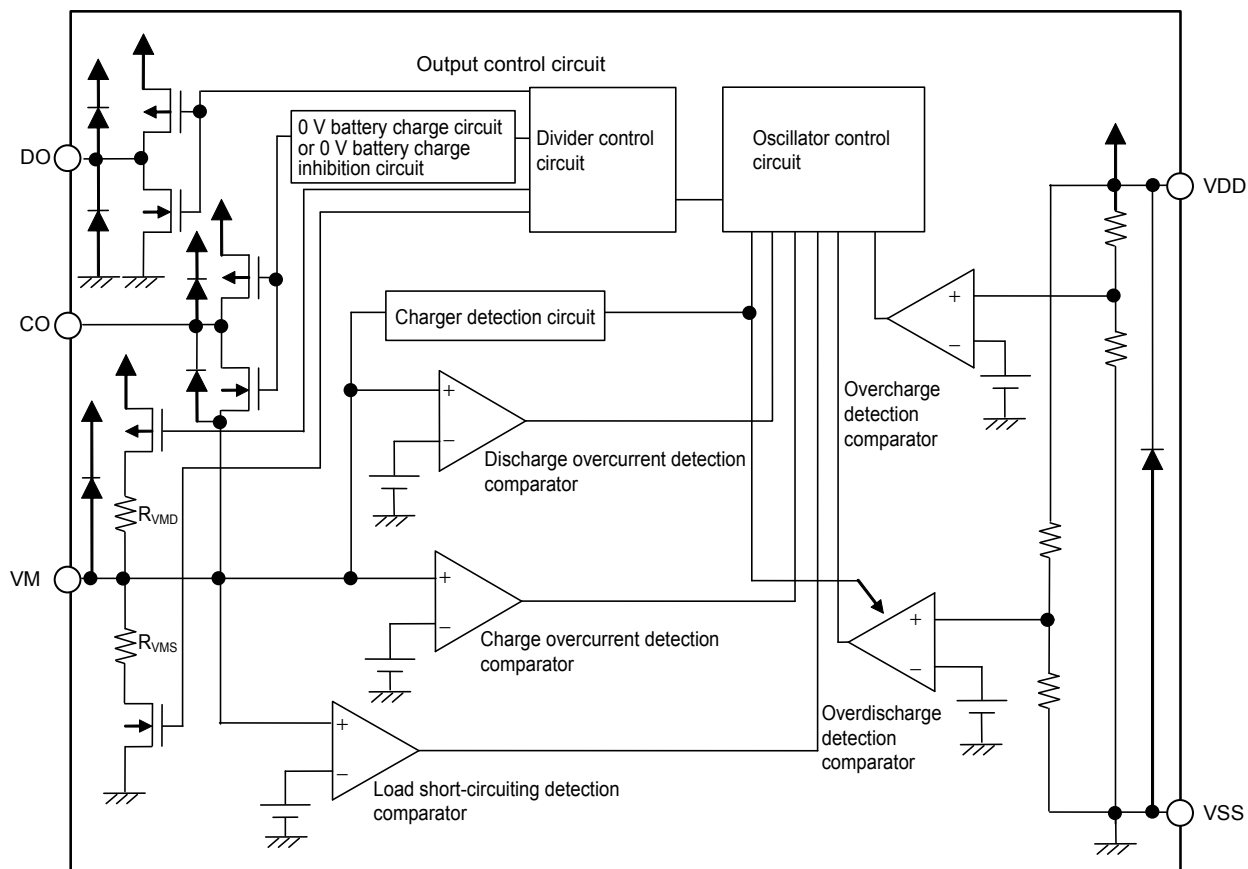 Output control circuit
0 V battery charge circuit
or 0 V battery charge
inhibition circuit
Divider control
circuit
Oscillator control
circuit
DO
VDD
CO
Charger detection circuit
+
−
Overcharge
detection
comparator
+
−
Discharge overcurrent detection
comparator
RVMD
VM
+
−
Charge overcurrent detection
comparator
RVMS
+
−
Overdischarge
detection
comparator
+
−
Load short-circuiting detection
comparator
VSS